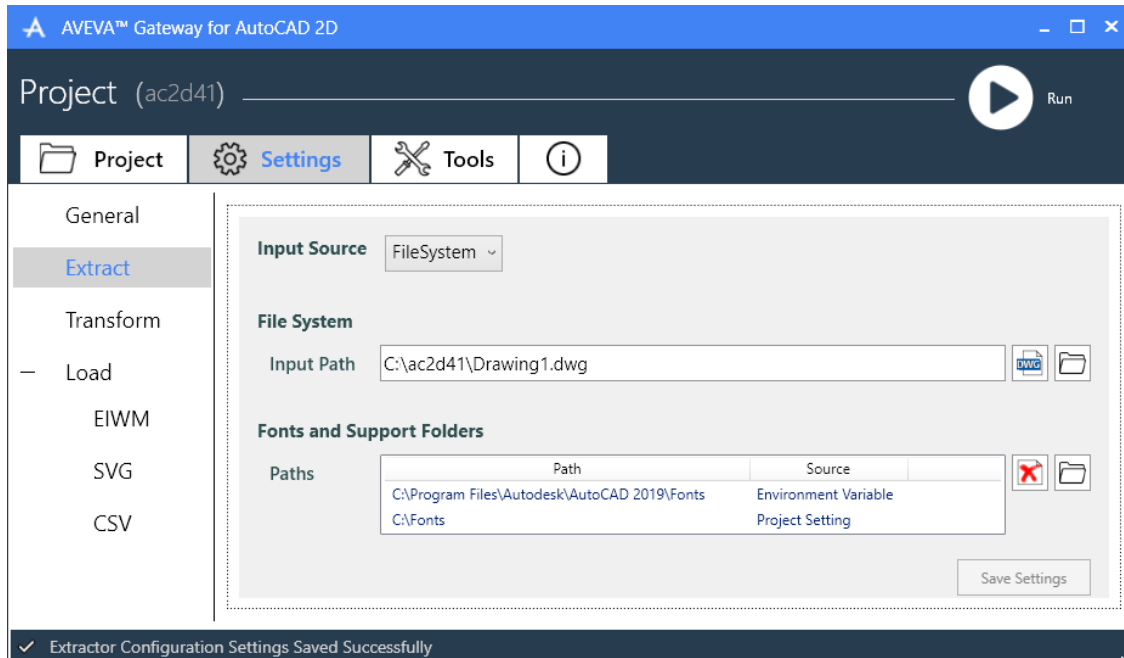 AVEVA™ Gateway for AutoCAD 2D
Project (ac2d41)
Run
Project Settings Tools
General
Extract
Transform
Load
EIWM
SVG
CSV
Input Source FileSystem
File System
Input Path C:\ac2d41\Drawing1.dwg
DWG
Fonts and Support Folders
Paths
Path Source
C:\Program Files\Autodesk\AutoCAD 2019\Fonts Environment Variable
C:\Fonts Project Setting
Save Settings
Extractor Configuration Settings Saved Successfully